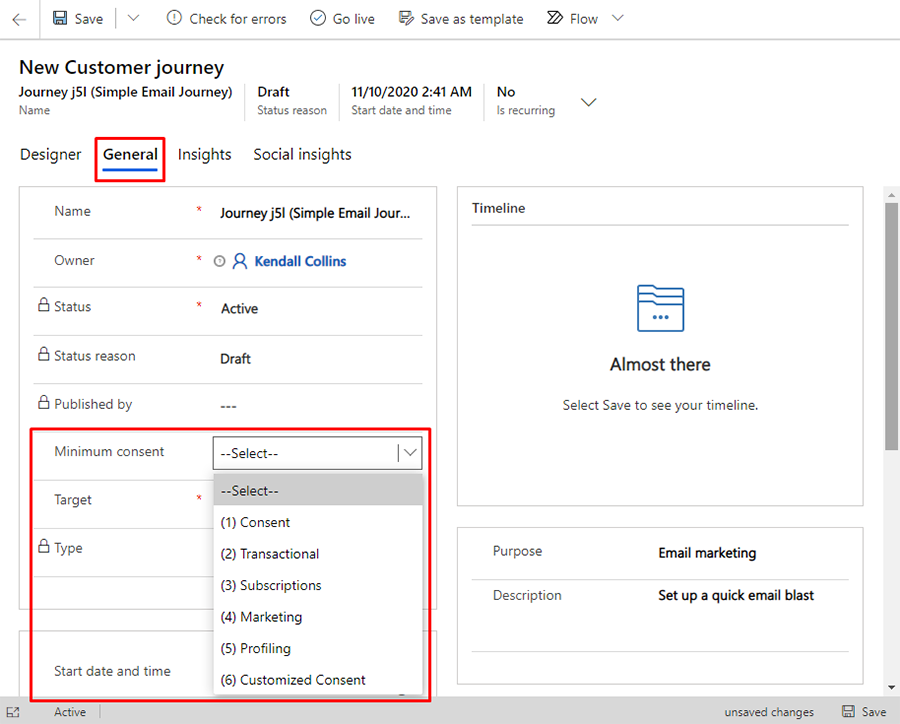 Save
Check for errors
Go live
Save as template
Flow
New Customer journey
Journey j5l (Simple Email Journey)
Name
Draft
Status reason
11/10/2020 2:41 AM
Start date and time
No
Is recurring
Designer
General
Insights
Social insights
Name * Journey j5l (Simple Email Jour...
Owner * Kendall Collins
Status * Active
Status reason Draft
Published by ---
Minimum consent --Select--
--Select--
(1) Consent
(2) Transactional
(3) Subscriptions
(4) Marketing
(5) Profiling
(6) Customized Consent
Target *
Type
Start date and time
Timeline
Almost there
Select Save to see your timeline.
Purpose Email marketing
Description Set up a quick email blast
Active
unsaved changes
Save